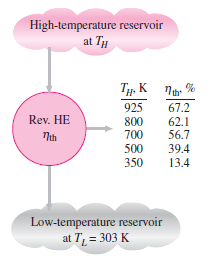 High-temperature reservoir
at T_H
T_H, K η_th, %
925 67.2
800 62.1
700 56.7
500 39.4
350 13.4
Rev. HE
η_th
Low-temperature reservoir
at T_L = 303 K